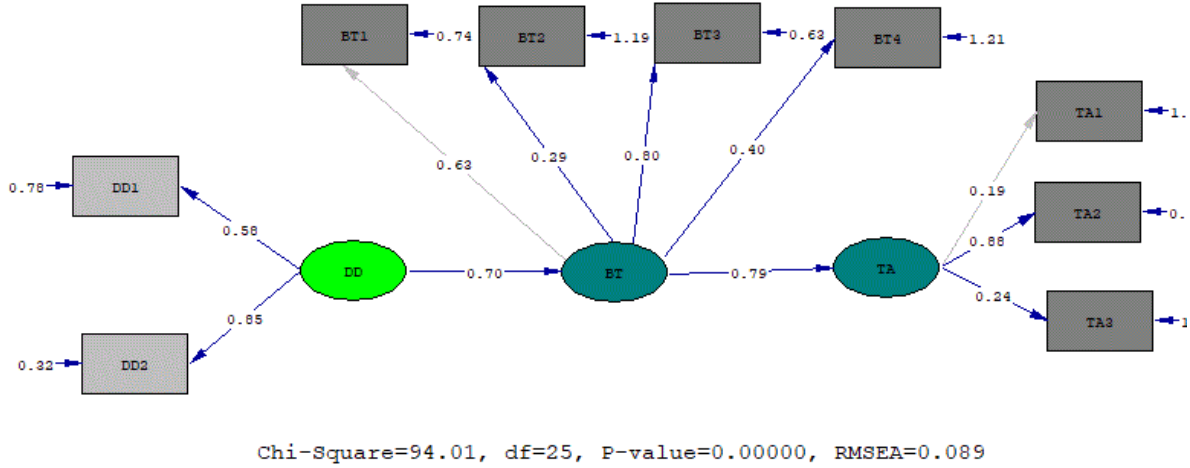 BT1
0.74
BT2
1.19
BT3
0.63
BT4
1.21
TA1
1.
0.63
0.29
0.80
0.40
0.19
0.78
DD1
TA2
0.
0.58
0.88
DD
0.70
BT
0.79
TA
0.24
0.85
TA3
1
0.32
DD2
Chi-Square=94.01, df=25, P-value=0.00000, RMSEA=0.089